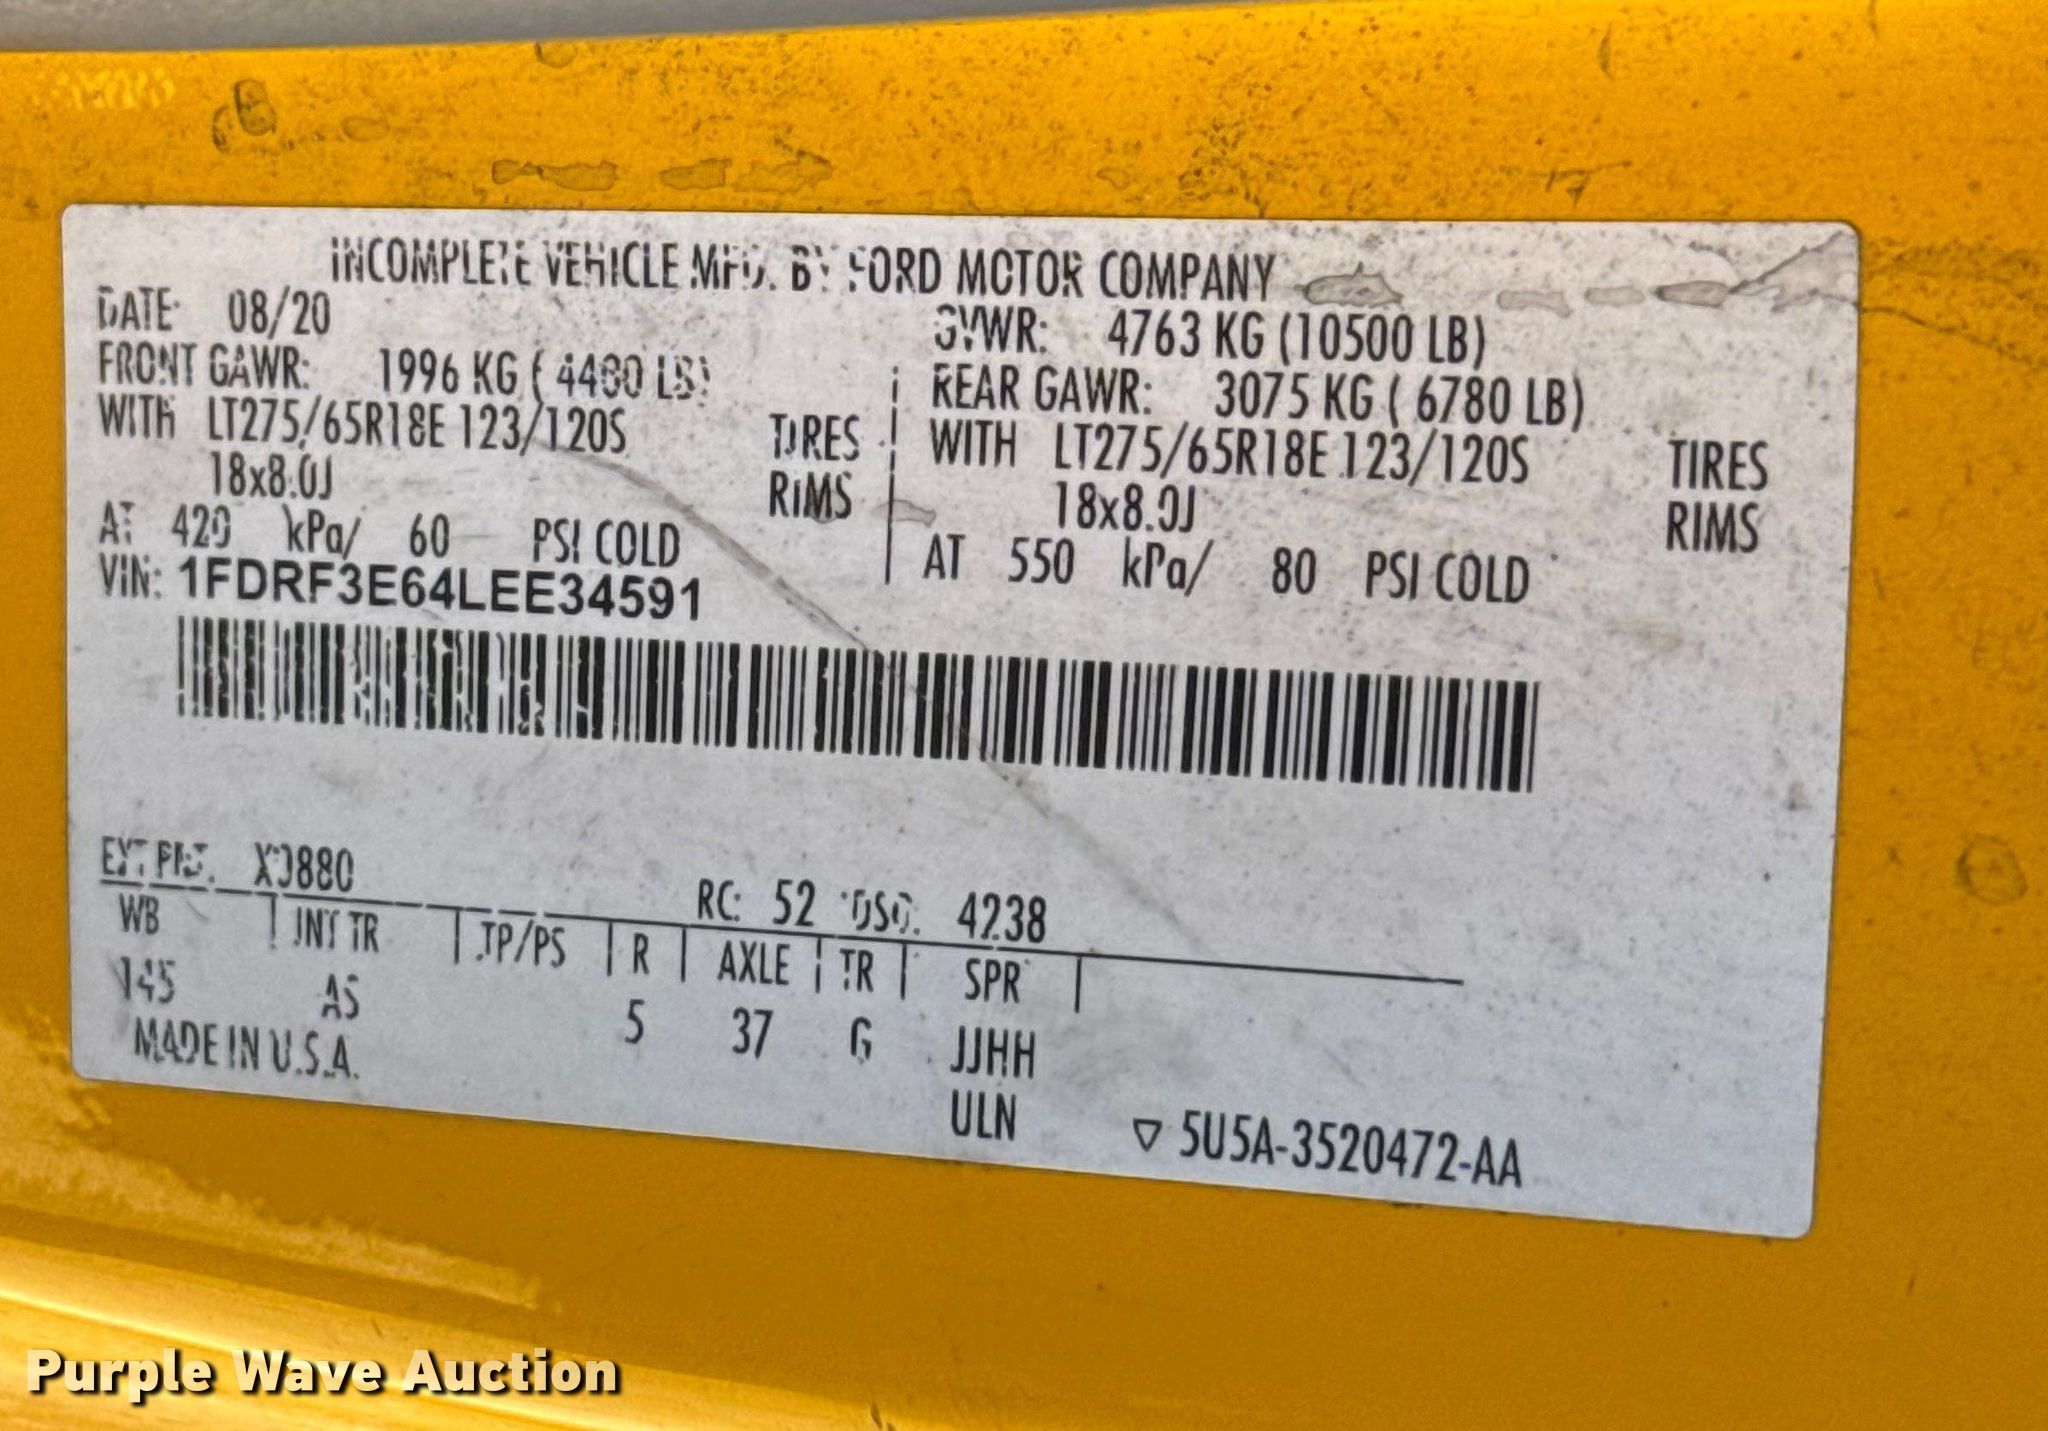 INCOMPLETE VEHICLE MFD. BY FORD MOTOR COMPANY
DATE: 08/20
GVWR: 4763 KG (10500 LB)
FRONT GAWR: 1996 KG ( 4400 LB)
REAR GAWR: 3075 KG ( 6780 LB)
WITH LT275/65R18E 123/120S TIRES
WITH LT275/65R18E 123/120S TIRES
18x8.0J RIMS
18x8.0J RIMS
AT 420 kPa/ 60 PSI COLD
AT 550 kPa/ 80 PSI COLD
VIN: 1FDRF3E64LEE34591
EXT PNT: X0880 RC: 52 DSO: 4238
WB | INT TR | TP/PS | R | AXLE | TR | SPR |
145 A5 5 37 G JJHH
MADE IN U.S.A. ULN
▽ 5U5A-3520472-AA
Purple Wave Auction